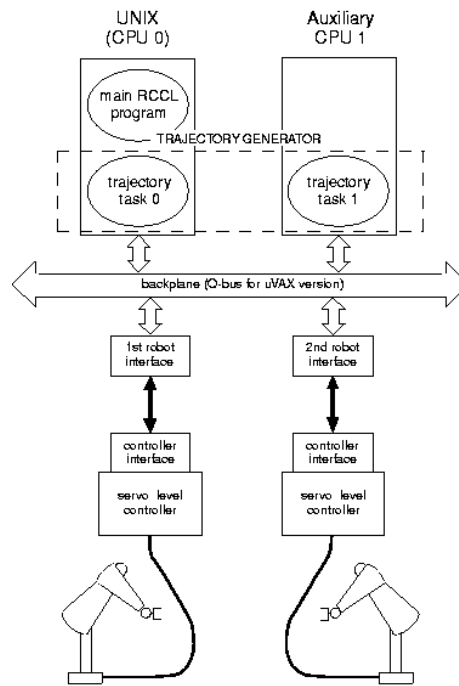 UNIX
(CPU 0)
Auxiliary
CPU 1
main RCCL
program
TRAJECTORY GENERATOR
trajectory
task 0
trajectory
task 1
backplane (Q-bus for uVAX version)
1st robot
interface
2nd robot
interface
controller
interface
controller
interface
servo level
controller
servo level
controller